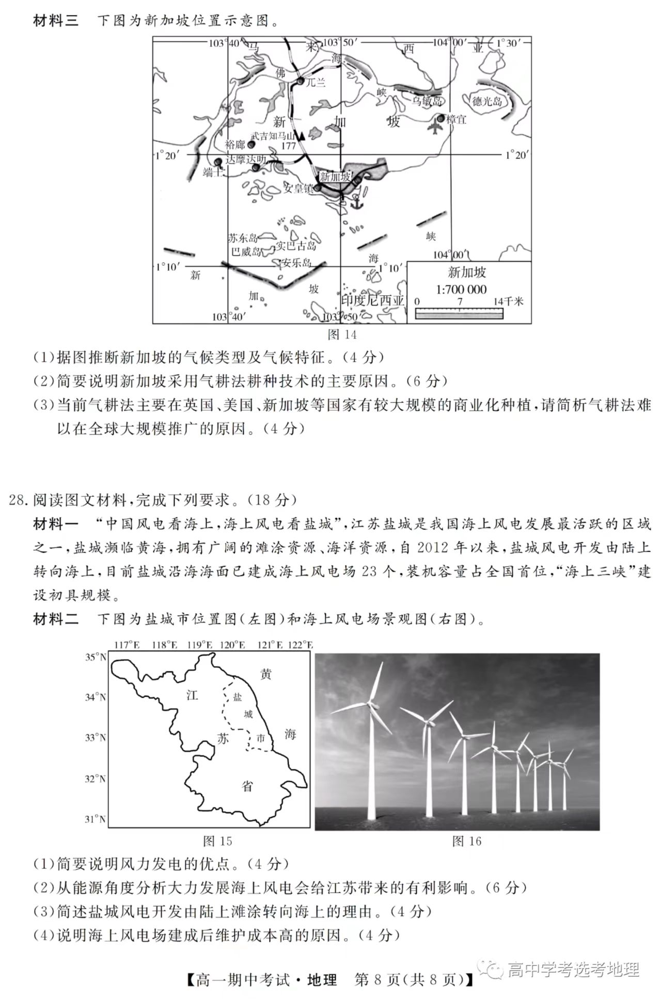 材料三 下图为新加坡位置示意图。
103°40′
103°50′
104°00′
1°30′
马
来
西
亚
佛
海
兀兰
峡
乌敏岛
德光岛
樟宜
新
加
坡
武吉知马山
177
裕廊
1°20′
1°20′
达摩达叻
端士
新加坡
女皇镇
苏东岛
巴威岛
实巴古岛
安乐岛
峡
海
104°00′
1°10′
1°10′
新
加
坡
印度尼西亚
103°40′
103°50′
新加坡
1:700 000
0 7 14千米
图 14
(1)据图推断新加坡的气候类型及气候特征。(4 分)
(2)简要说明新加坡采用气耕法耕种技术的主要原因。(6 分)
(3)当前气耕法主要在英国、美国、新加坡等国家有较大规模的商业化种植,请简析气耕法难
以在全球大规模推广的原因。(4 分)
28.阅读图文材料,完成下列要求。(18 分)
材料一 “中国风电看海上,海上风电看盐城”,江苏盐城是我国海上风电发展最活跃的区域
之一,盐城濒临黄海,拥有广阔的滩涂资源、海洋资源,自 2012 年以来,盐城风电开发由陆上
转向海上,目前盐城沿海海面已建成海上风电场 23 个,装机容量占全国首位,“海上三峡”建
设初具规模。
材料二 下图为盐城市位置图(左图)和海上风电场景观图(右图)。
117°E 118°E 119°E 120°E 121°E 122°E
35°N
34°N
33°N
32°N
31°N
黄
海
江
苏
省
盐
城
市
图 15
图 16
(1)简要说明风力发电的优点。(4 分)
(2)从能源角度分析大力发展海上风电会给江苏带来的有利影响。(6 分)
(3)简述盐城风电开发由陆上滩涂转向海上的理由。(4 分)
(4)说明海上风电场建成后维护成本高的原因。(4 分)
【高一期中考试·地理 第 8 页(共 8 页)】
高中学考选考地理